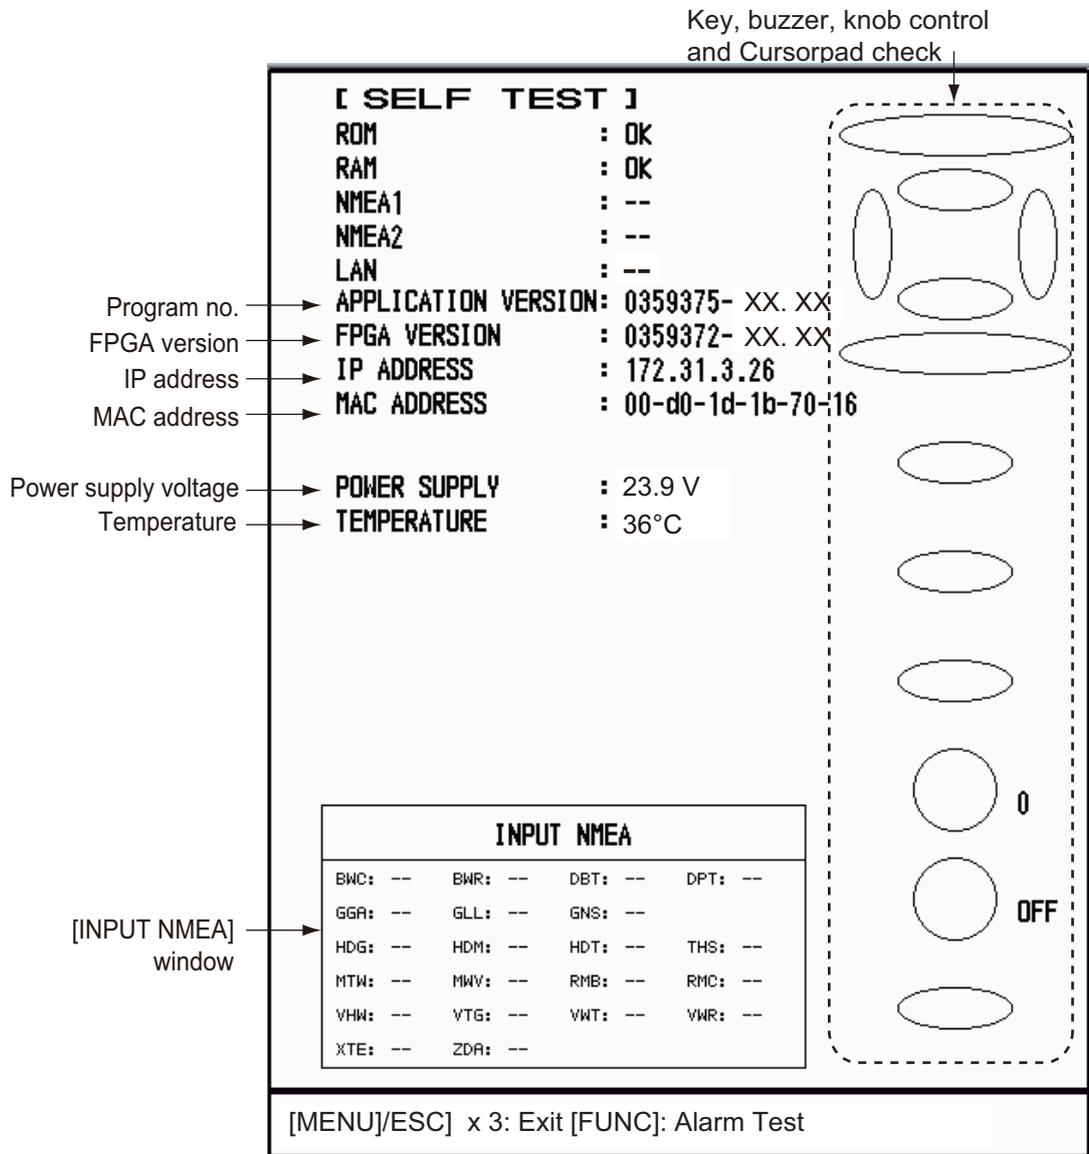 Key, buzzer, knob control
and Cursorpad check
[ SELF TEST ]
ROM : OK
RAM : OK
NMEA1 : --
NMEA2 : --
LAN : --
Program no.
APPLICATION VERSION: 0359375- XX. XX
FPGA version
FPGA VERSION : 0359372- XX. XX
IP address
IP ADDRESS : 172.31.3.26
MAC address
MAC ADDRESS : 00-d0-1d-1b-70-16
Power supply voltage
POWER SUPPLY : 23.9 V
Temperature
TEMPERATURE : 36°C
0
OFF
[INPUT NMEA]
window
INPUT NMEA
BWC: -- BWR: -- DBT: -- DPT: --
GGA: -- GLL: -- GNS: --
HDG: -- HDM: -- HDT: -- THS: --
MTW: -- MWV: -- RMB: -- RMC: --
VHW: -- VTG: -- VWT: -- VWR: --
XTE: -- ZDA: --
[MENU]/ESC] x 3: Exit [FUNC]: Alarm Test